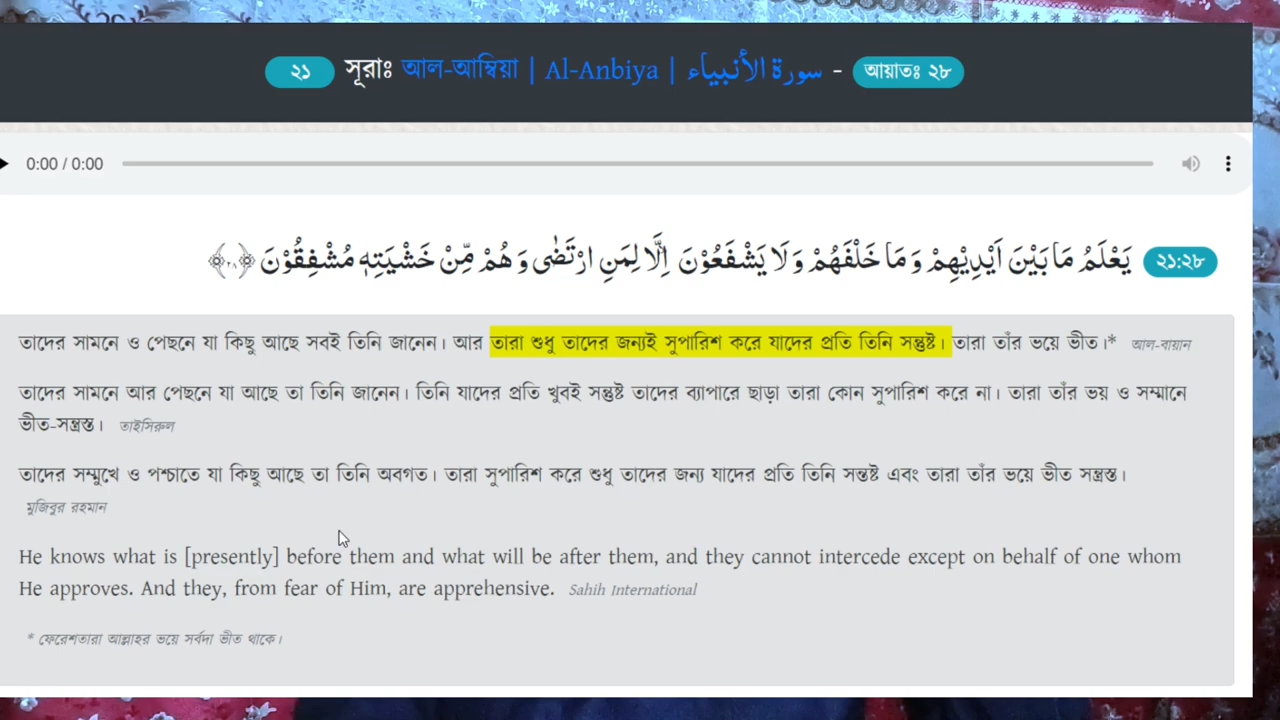 ২১ সূরাঃ আল-আম্বিয়া | Al-Anbiya | سورة الأنبياء - আয়াতঃ ২৮
0:00 / 0:00
২১:২৮ يَعْلَمُ مَا بَيْنَ اَيْدِيْهِمْ وَ مَا خَلْفَهُمْ وَ لَا يَشْفَعُوْنَ اِلَّا لِمَنِ ارْتَضٰی وَ هُمْ مِّنْ خَشْیَتِهٖ مُشْفِقُوْنَ ﴿۲۸﴾
তাদের সামনে ও পেছনে যা কিছু আছে সবই তিনি জানেন। আর তারা শুধু তাদের জন্যই সুপারিশ করে যাদের প্রতি তিনি সন্তুষ্ট। তারা তাঁর ভয়ে ভীত।* আল-বায়ান
তাদের সামনে আর পেছনে যা আছে তা তিনি জানেন। তিনি যাদের প্রতি খুবই সন্তুষ্ট তাদের ব্যাপারে ছাড়া তারা কোন সুপারিশ করে না। তারা তাঁর ভয় ও সম্মানে
ভীত-সন্ত্রস্ত। তাইসিরুল
তাদের সম্মুখে ও পশ্চাতে যা কিছু আছে তা তিনি অবগত। তারা সুপারিশ করে শুধু তাদের জন্য যাদের প্রতি তিনি সন্তষ্ট এবং তারা তাঁর ভয়ে ভীত সন্ত্রস্ত।
মুজিবুর রহমান
He knows what is [presently] before them and what will be after them, and they cannot intercede except on behalf of one whom
He approves. And they, from fear of Him, are apprehensive. Sahih International
* ফেরেশতারা আল্লাহর ভয়ে সর্বদা ভীত থাকে।